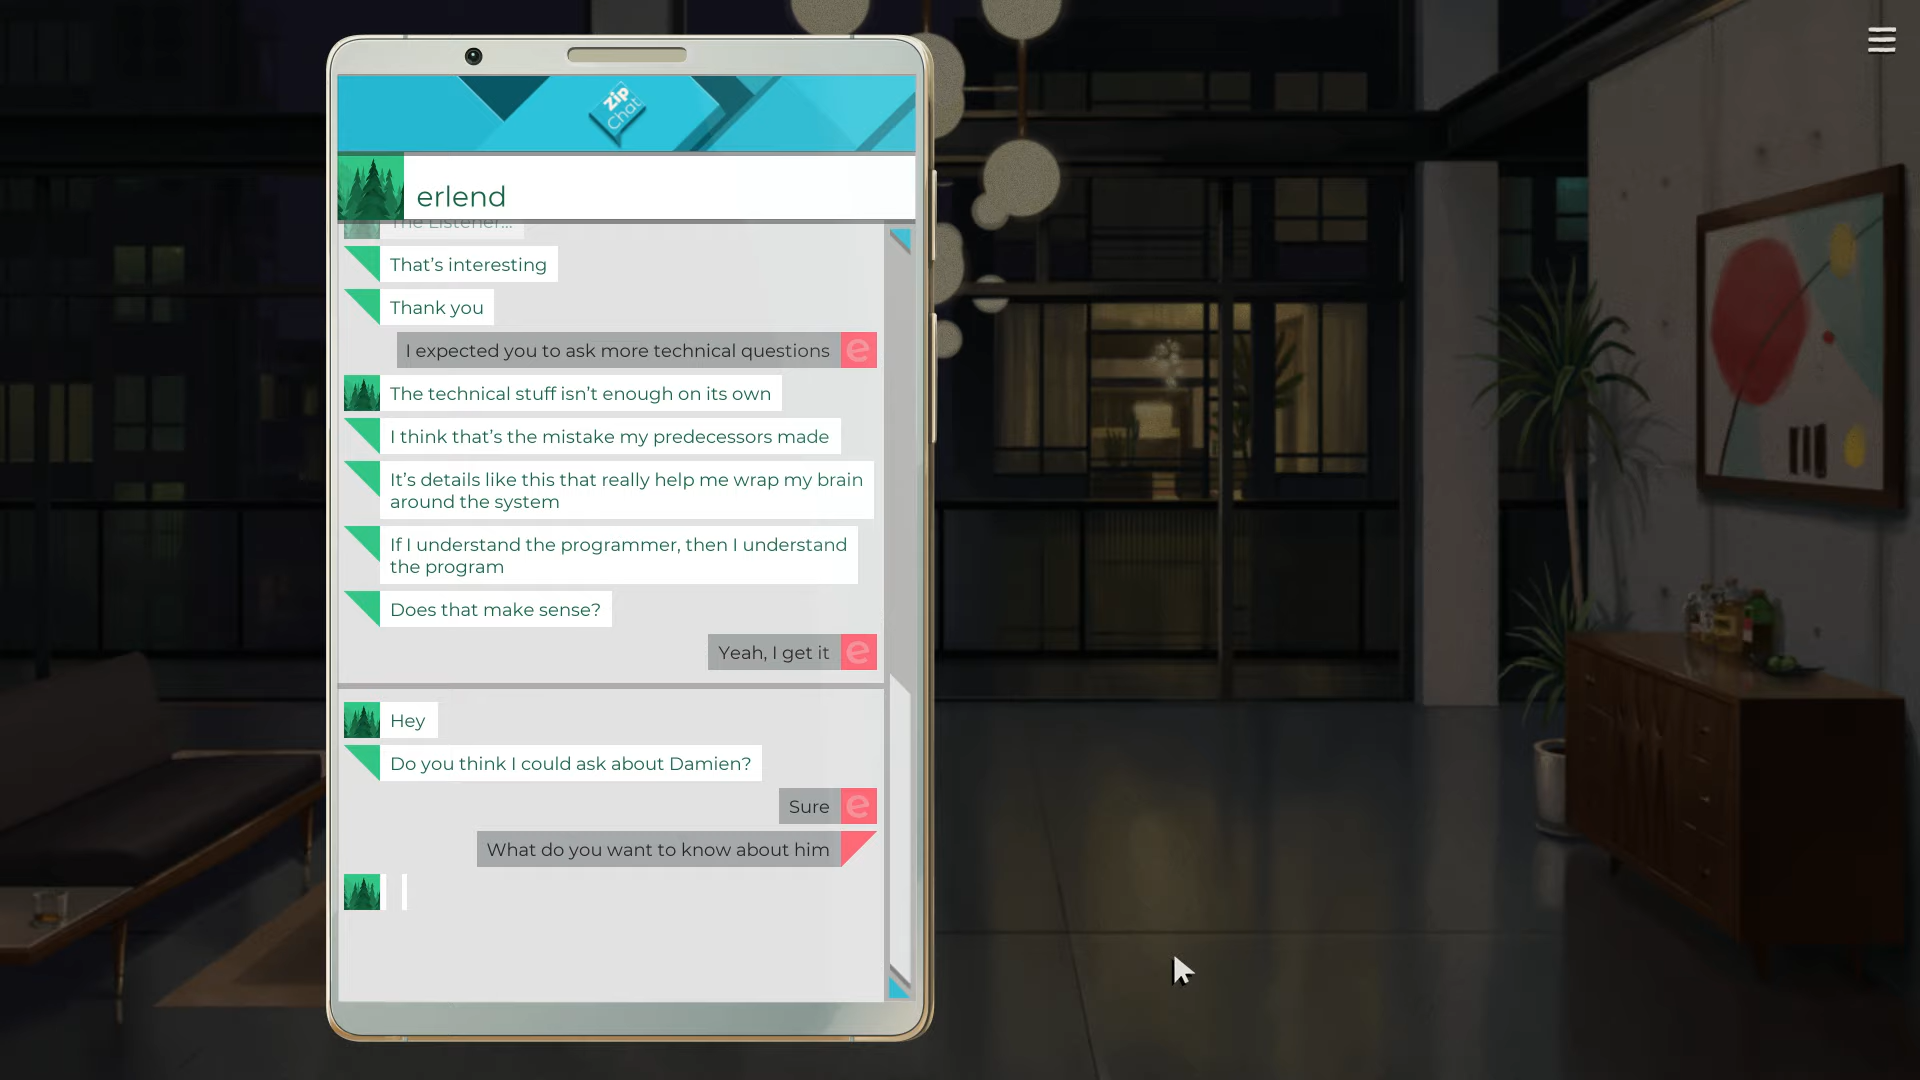 zip
Chat
erlend
The Listener...
That's interesting
Thank you
I expected you to ask more technical questions
e
The technical stuff isn't enough on its own
I think that's the mistake my predecessors made
It's details like this that really help me wrap my brain
around the system
If I understand the programmer, then I understand
the program
Does that make sense?
Yeah, I get it
e
Hey
Do you think I could ask about Damien?
Sure
e
What do you want to know about him